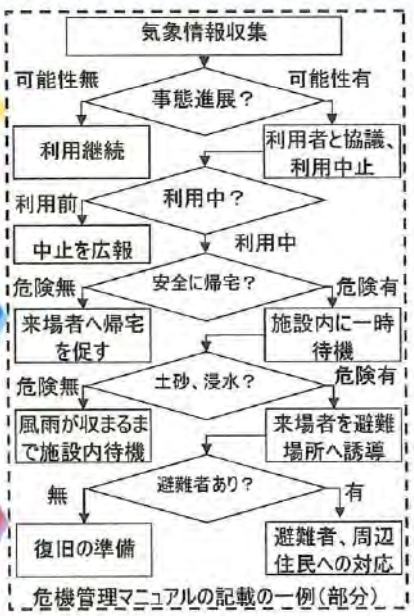 気象情報収集
可能性無
可能性有
事態進展?
利用継続
利用者と協議、
利用中止
利用中?
利用前
利用中
中止を広報
安全に帰宅?
危険無
危険有
来場者へ帰宅
を促す
施設内に一時
待機
土砂、浸水?
危険無
危険有
風雨が収まるま
で施設内待機
来場者を避難
場所へ誘導
避難者あり?
無
有
復旧の準備
避難者、周辺
住民への対応
危機管理マニュアルの記載の一例(部分)